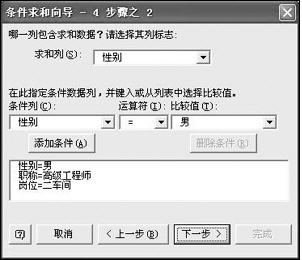 条件求和向导 - 4 步骤之 2
哪一列包含求和数据？请选择其列标志：
求和列(S)： 性别
在此指定条件数据列，并键入或从列表中选择比较值。
条件列(C)： 运算符(I)： 比较值(T)：
性别 = 男
添加条件(A) 删除条件(R)
性别=男
职称=高级工程师
岗位=二车间
取消 < 上一步(B) 下一步 > 完成